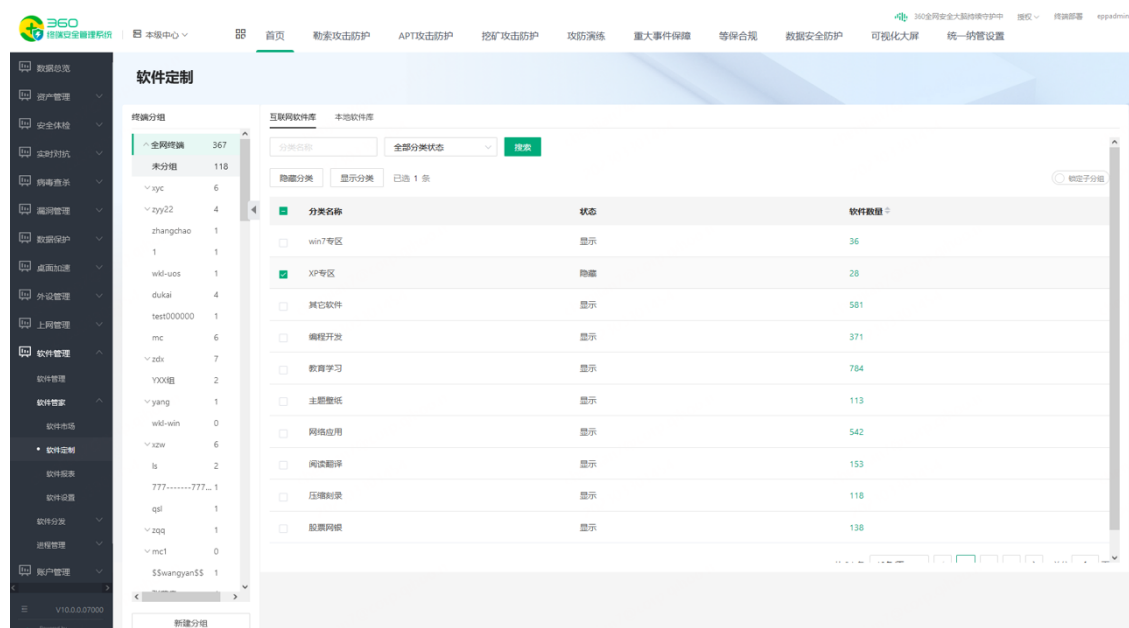 360
终端安全管理系统
本级中心
首页
勒索攻击防护
APT攻击防护
挖矿攻击防护
攻防演练
重大事件保障
等保合规
数据安全防护
可视化大屏
统一纳管设置
360全网安全大脑持续守护中
授权
终端部署
eppadmin
数据总览
资产管理
安全体检
实时对抗
病毒查杀
漏洞管理
数据保护
桌面加速
外设管理
上网管理
软件管理
软件管理
软件管家
软件市场
软件定制
软件报表
软件设置
软件分发
进程管理
账户管理
V10.0.0.07000
软件定制
终端分组
全网终端 367
未分组 118
xyc 6
zyy22 4
zhangchao 1
1 1
wkl-uos 1
dukai 4
test000000 1
mc 6
zdx 7
YXX组 2
yang 1
wkl-win 0
xzw 6
ls 2
777-------777... 1
qsl 1
zqq 1
mc1 0
$$wangyan$$ 1
新建分组
互联网软件库 本地软件库
分类名称 全部分类状态 搜索
隐藏分类 显示分类 已选 1 条 锁定子分组
分类名称 状态 软件数量
win7专区 显示 36
XP专区 隐藏 28
其它软件 显示 581
编程开发 显示 371
教育学习 显示 784
主题壁纸 显示 113
网络应用 显示 542
阅读翻译 显示 153
压缩刻录 显示 118
股票网银 显示 138